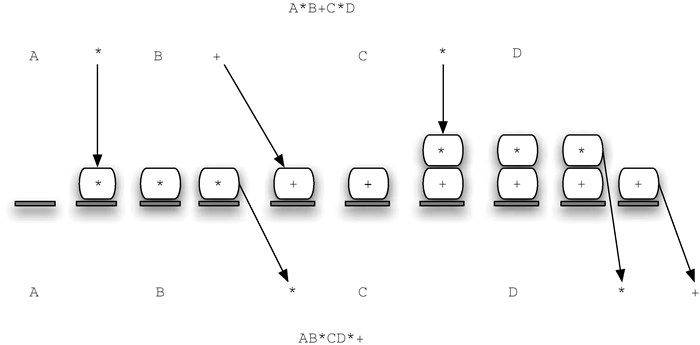 A*B+C*D
A * B + C * D
* *  *
* * * + + + + + +
A B * C D * +
AB*CD*+